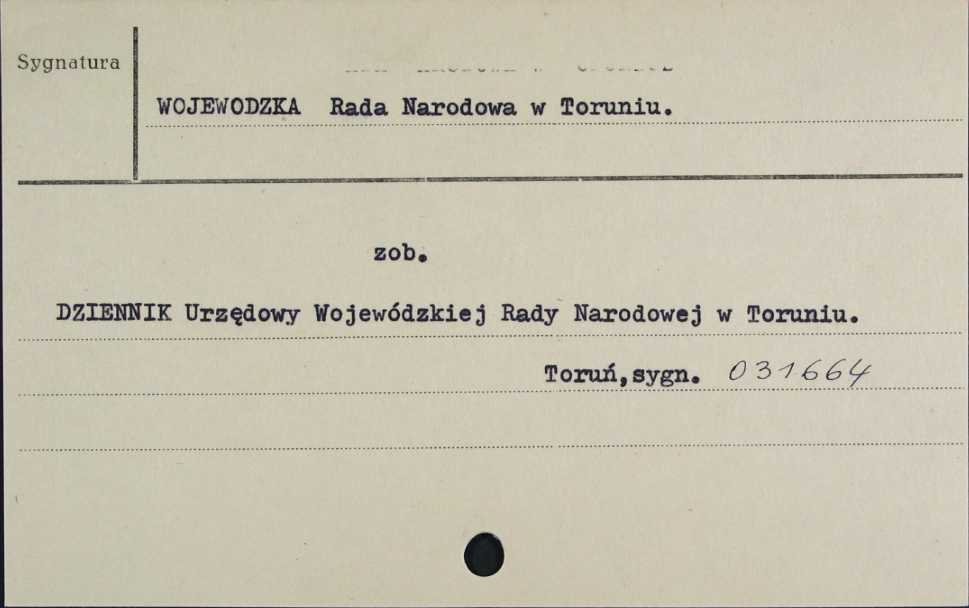 Sygnatura
WOJEWODZKA Rada Narodowa w Toruniu.
zob.
DZIENNIK Urzędowy Wojewódzkiej Rady Narodowej w Toruniu.
Toruń,sygn. 031664